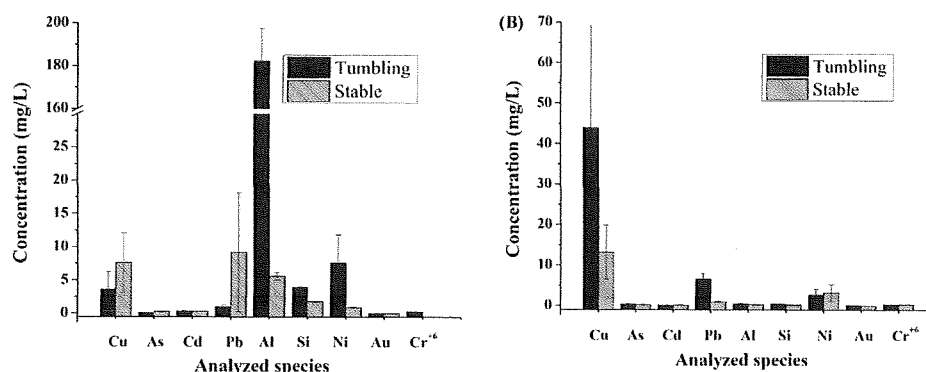 200
180
160
25
20
15
10
5
0
Concentration (mg/L)
Tumbling
Stable
Cu As Cd Pb Al Si Ni Au Cr+6
Analyzed species
(B)
70
60
50
40
30
20
10
0
Concentration (mg/L)
Tumbling
Stable
Cu As Cd Pb Al Si Ni Au Cr+6
Analyzed species